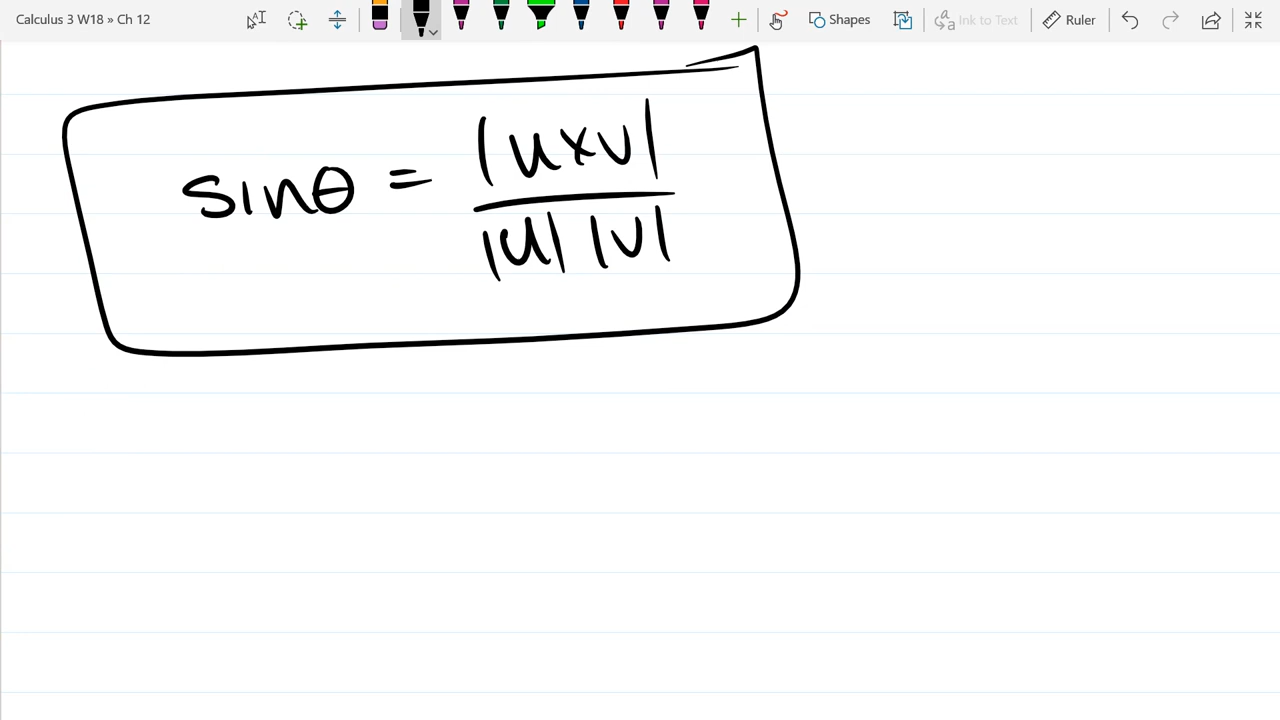 Calculus 3 W18 » Ch 12
Shapes
Ink to Text
Ruler
sinθ = |u×v|
|u| |v|